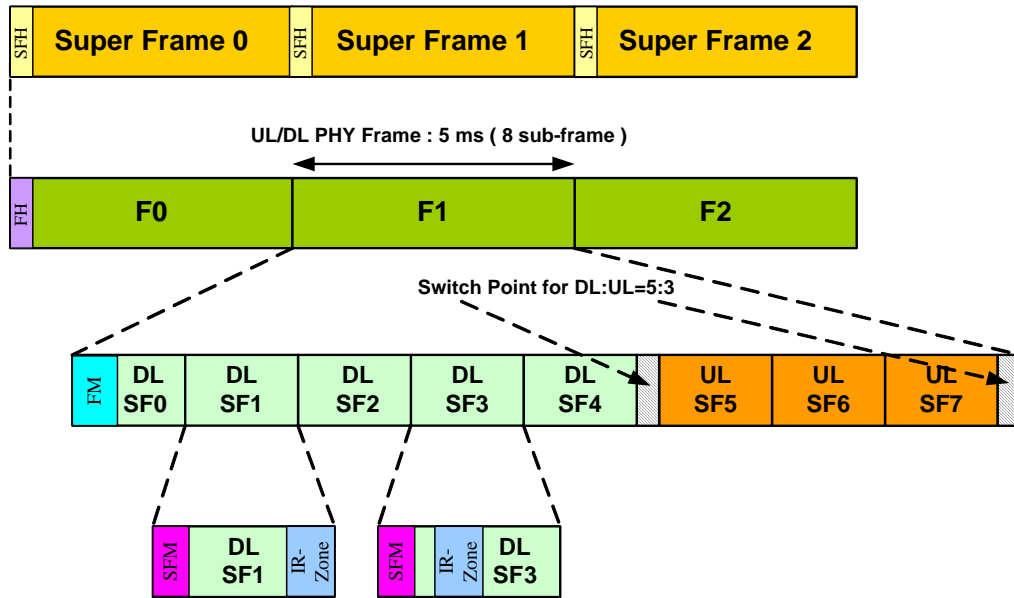 SFH
Super Frame 0
SFH
Super Frame 1
SFH
Super Frame 2
UL/DL PHY Frame : 5 ms ( 8 sub-frame )
FH
F0
F1
F2
Switch Point for DL:UL=5:3
FM
DL
SF0
DL
SF1
DL
SF2
DL
SF3
DL
SF4
UL
SF5
UL
SF6
UL
SF7
SFM
DL
SF1
IR-
Zone
SFM
IR-
Zone
DL
SF3